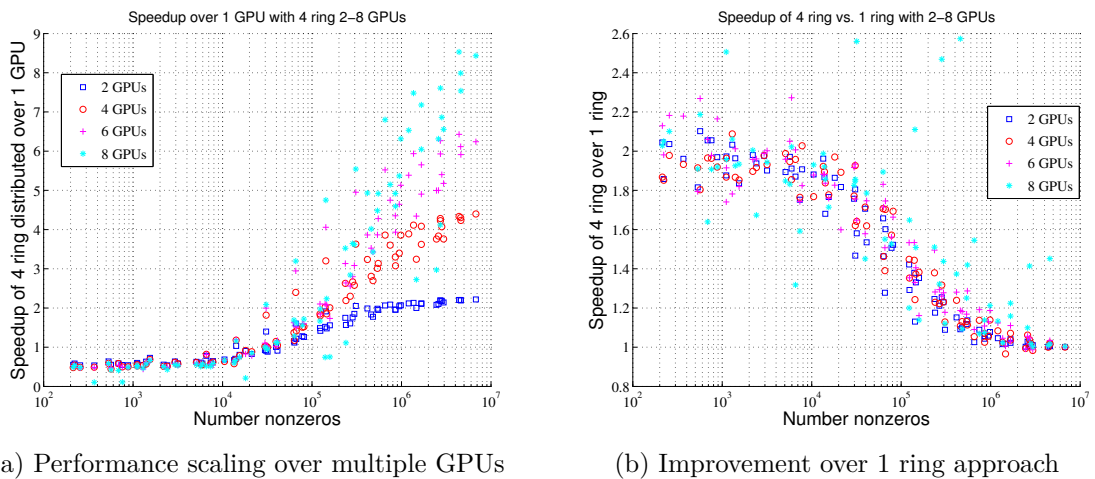 Speedup over 1 GPU with 4 ring 2−8 GPUs
Speedup of 4 ring distributed over 1 GPU
9
8
7
6
5
4
3
2
1
0
2 GPUs
4 GPUs
6 GPUs
8 GPUs
10^2
10^3
10^4
10^5
10^6
10^7
Number nonzeros
a) Performance scaling over multiple GPUs
Speedup of 4 ring vs. 1 ring with 2−8 GPUs
Speedup of 4 ring over 1 ring
2.6
2.4
2.2
2
1.8
1.6
1.4
1.2
1
0.8
2 GPUs
4 GPUs
6 GPUs
8 GPUs
10^2
10^3
10^4
10^5
10^6
10^7
Number nonzeros
(b) Improvement over 1 ring approach